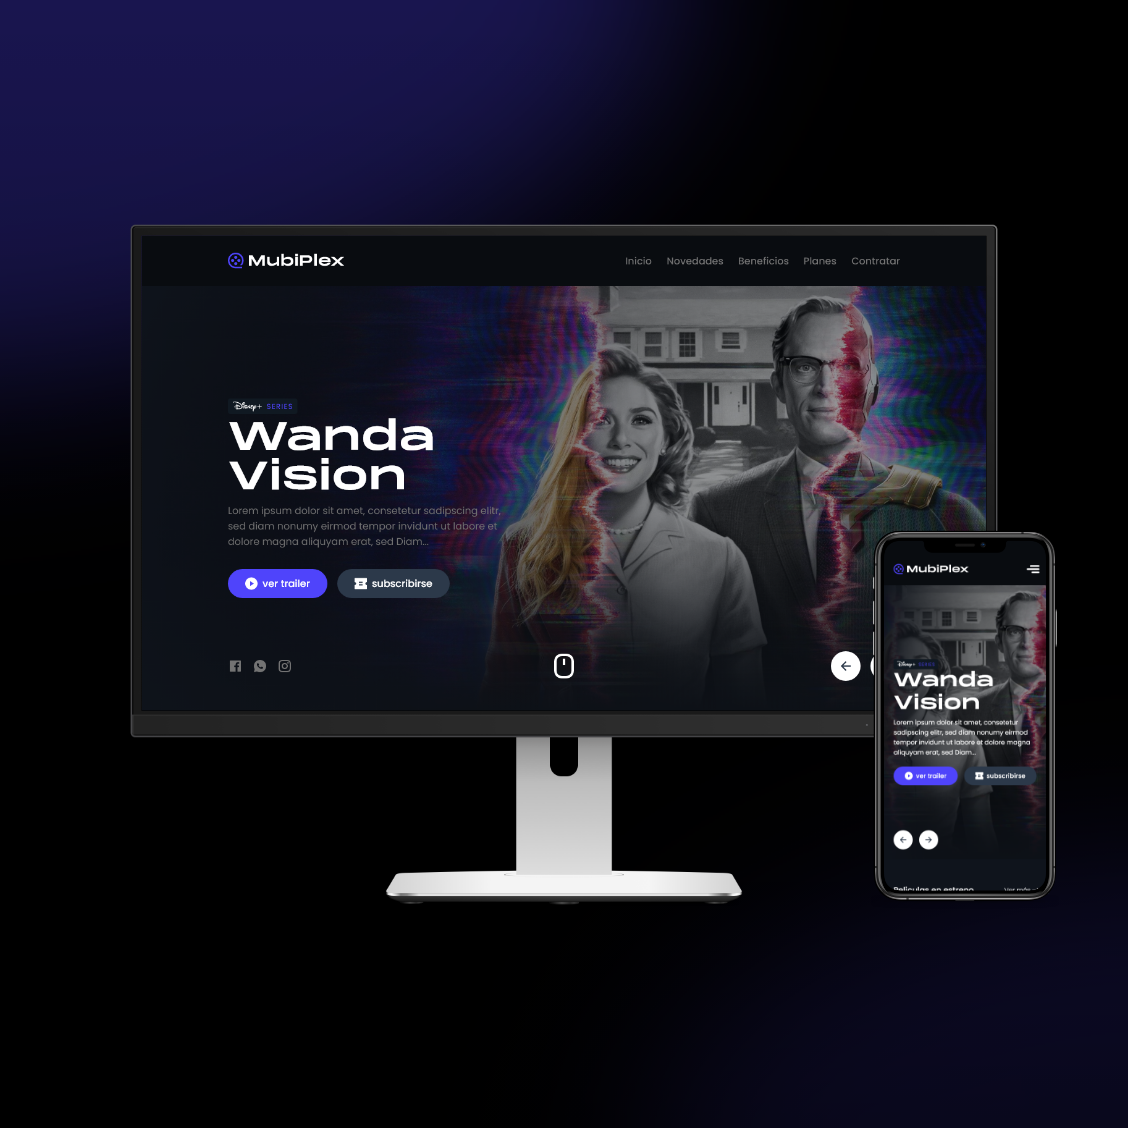 MubiPlex
Inicio Novedades Beneficios Planes Contratar
Disney+ SERIES
Wanda
Vision
Lorem ipsum dolor sit amet, consetetur sadipscing elitr,
sed diam nonumy eirmod tempor invidunt ut labore et
dolore magna aliquyam erat, sed Diam...
ver trailer subscribirse
MubiPlex
Disney+ SERIES
Wanda
Vision
Lorem ipsum dolor sit amet, consetetur
sadipscing elitr, sed diam nonumy eirmod
tempor invidunt ut labore et dolore magna
aliquyam erat, sed Diam...
ver trailer subscribirse
Peliculas en estreno Ver más